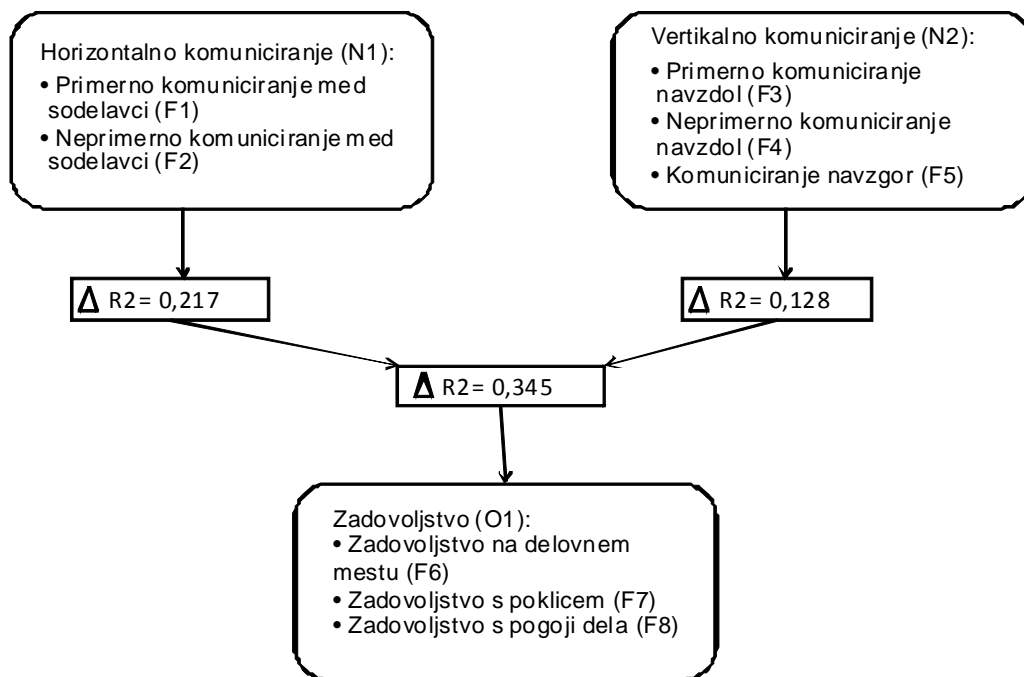 Horizontalno komuniciranje (N1):
• Primerno komuniciranje med
sodelavci (F1)
• Neprimerno komuniciranje med
sodelavci (F2)
Vertikalno komuniciranje (N2):
• Primerno komuniciranje
navzdol (F3)
• Neprimerno komuniciranje
navzdol (F4)
• Komuniciranje navzgor (F5)
Δ R2= 0,217
Δ R2= 0,128
Δ R2= 0,345
Zadovoljstvo (O1):
• Zadovoljstvo na delovnem
mestu (F6)
• Zadovoljstvo s poklicem (F7)
• Zadovoljstvo s pogoji dela (F8)